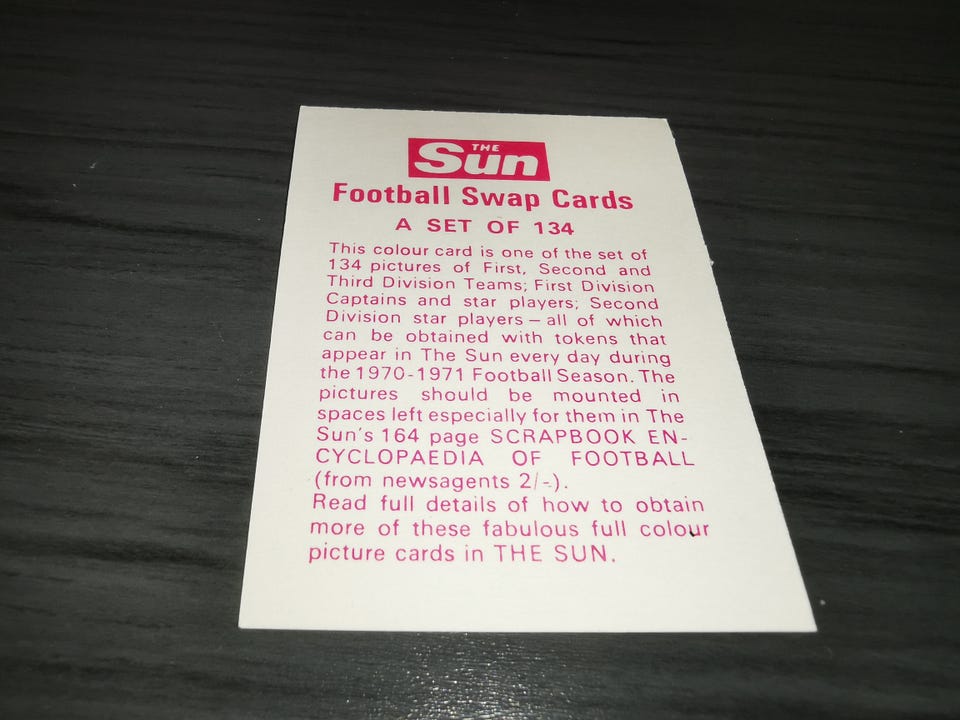 THE
Sun
Football Swap Cards
A SET OF 134
This colour card is one of the set of
134 pictures of First, Second and
Third Division Teams; First Division
Captains and star players; Second
Division star players – all of which
can be obtained with tokens that
appear in The Sun every day during
the 1970-1971 Football Season. The
pictures should be mounted in
spaces left especially for them in The
Sun's 164 page SCRAPBOOK EN-
CYCLOPAEDIA OF FOOTBALL
(from newsagents 2/-).
Read full details of how to obtain
more of these fabulous full colour
picture cards in THE SUN.